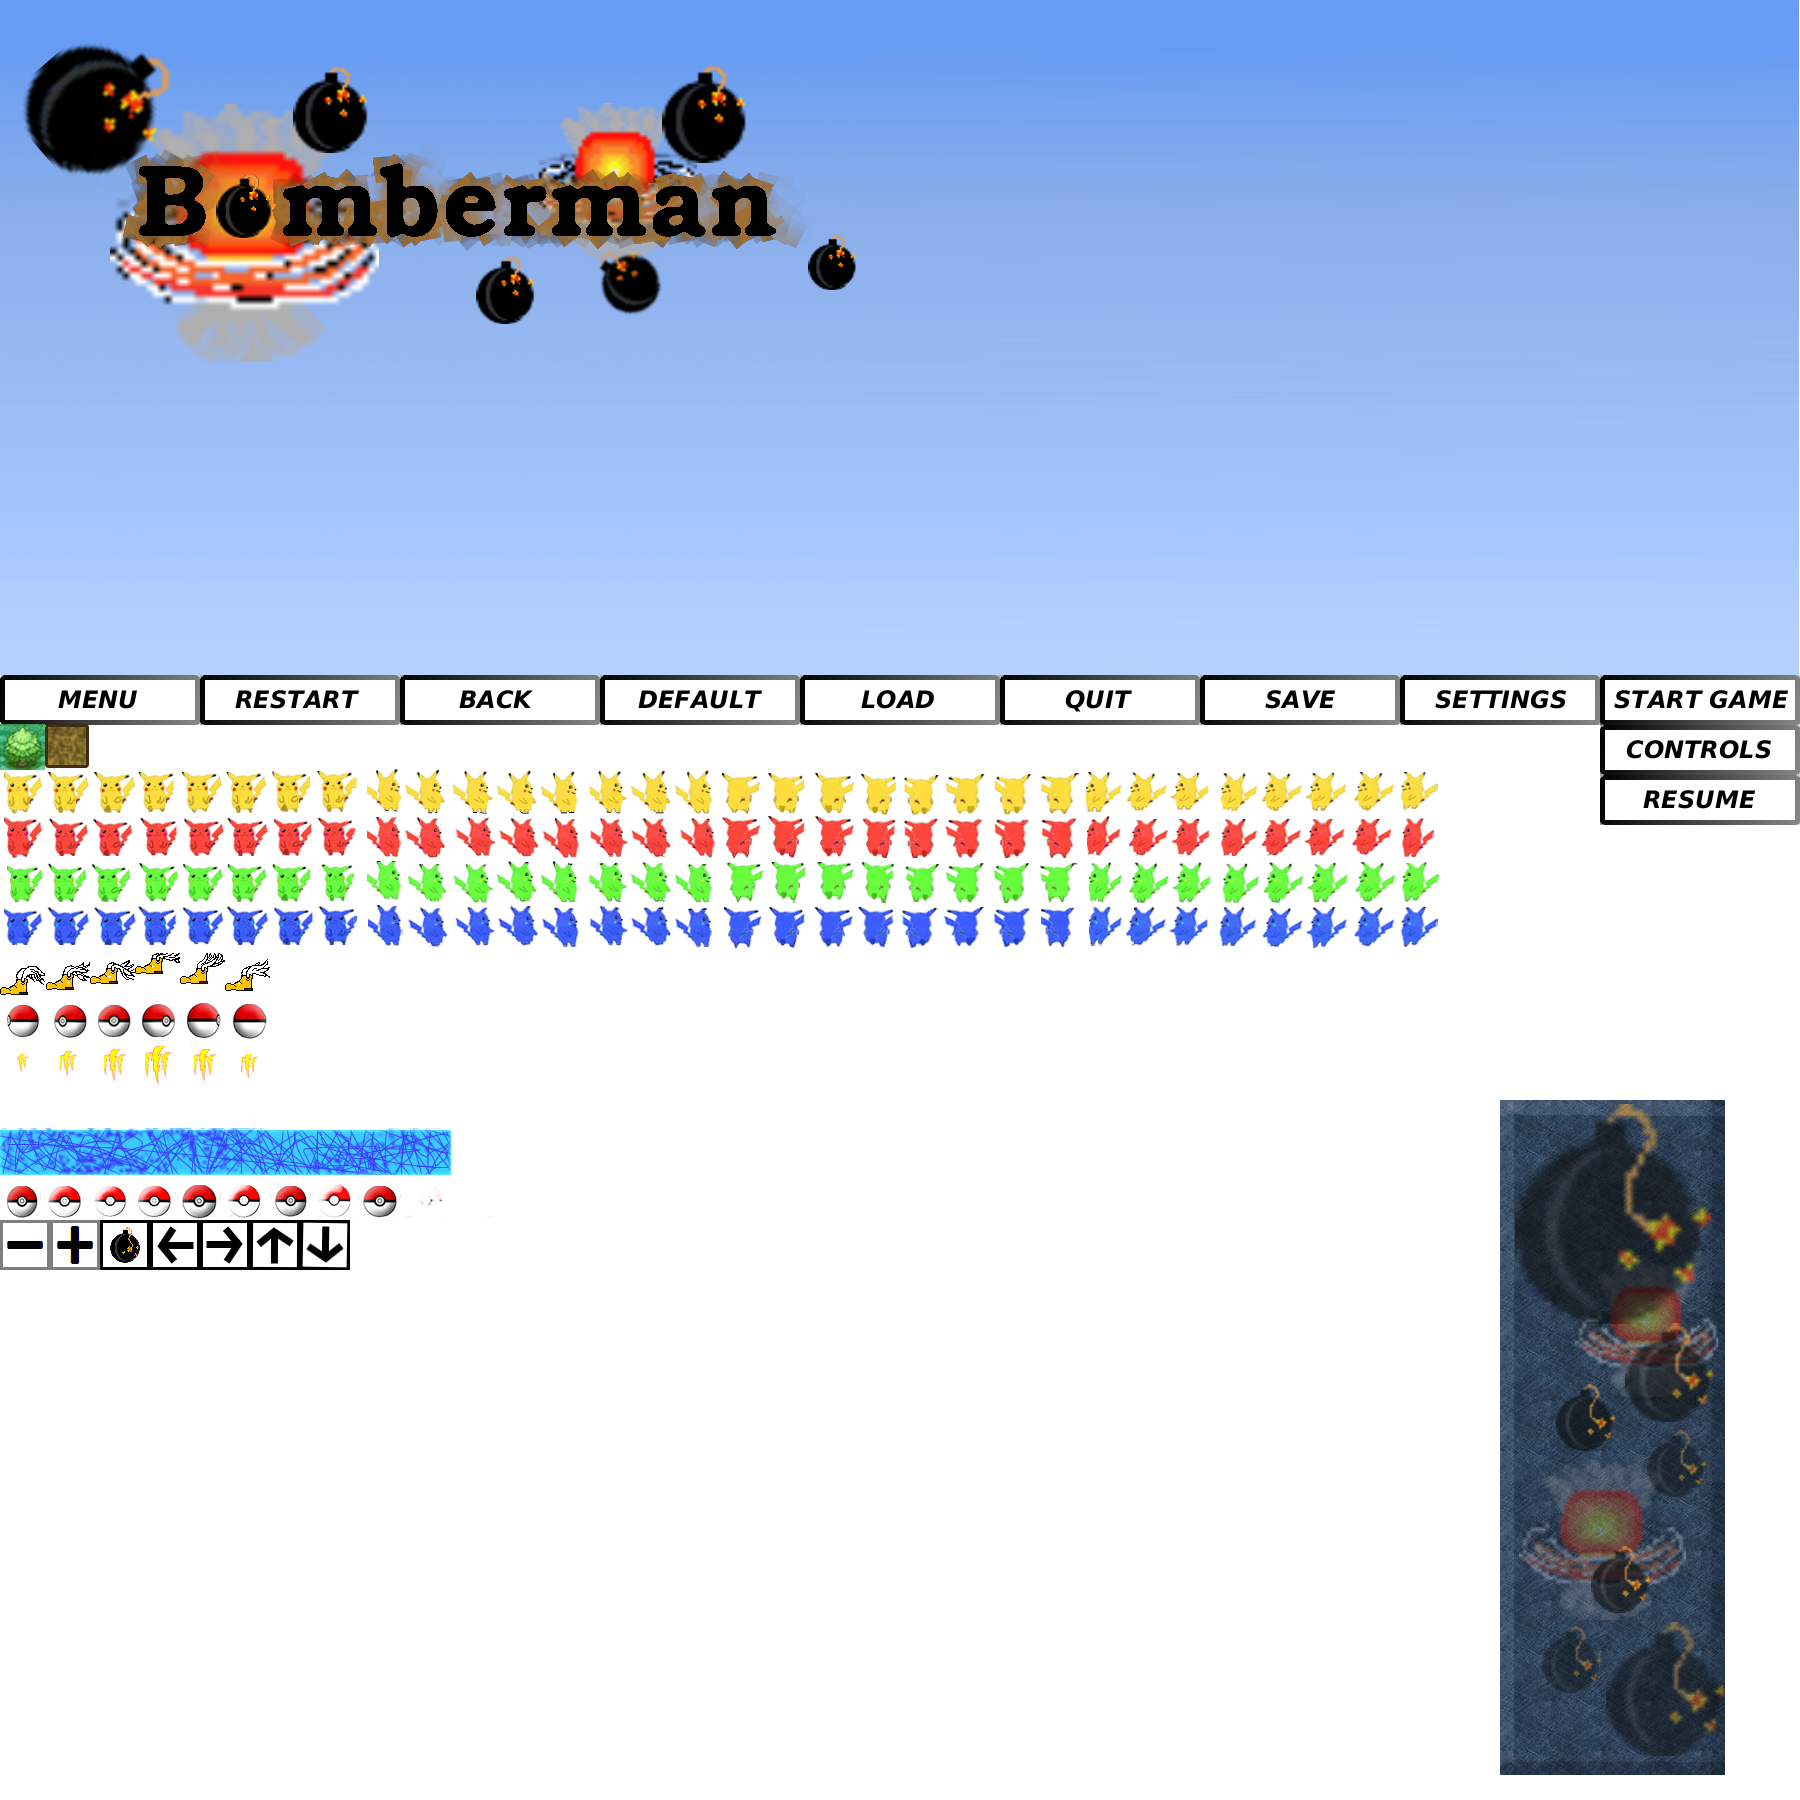 Bomberman
MENU
RESTART
BACK
DEFAULT
LOAD
QUIT
SAVE
SETTINGS
START GAME
CONTROLS
RESUME